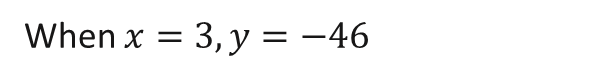 When x = 3, y = −46